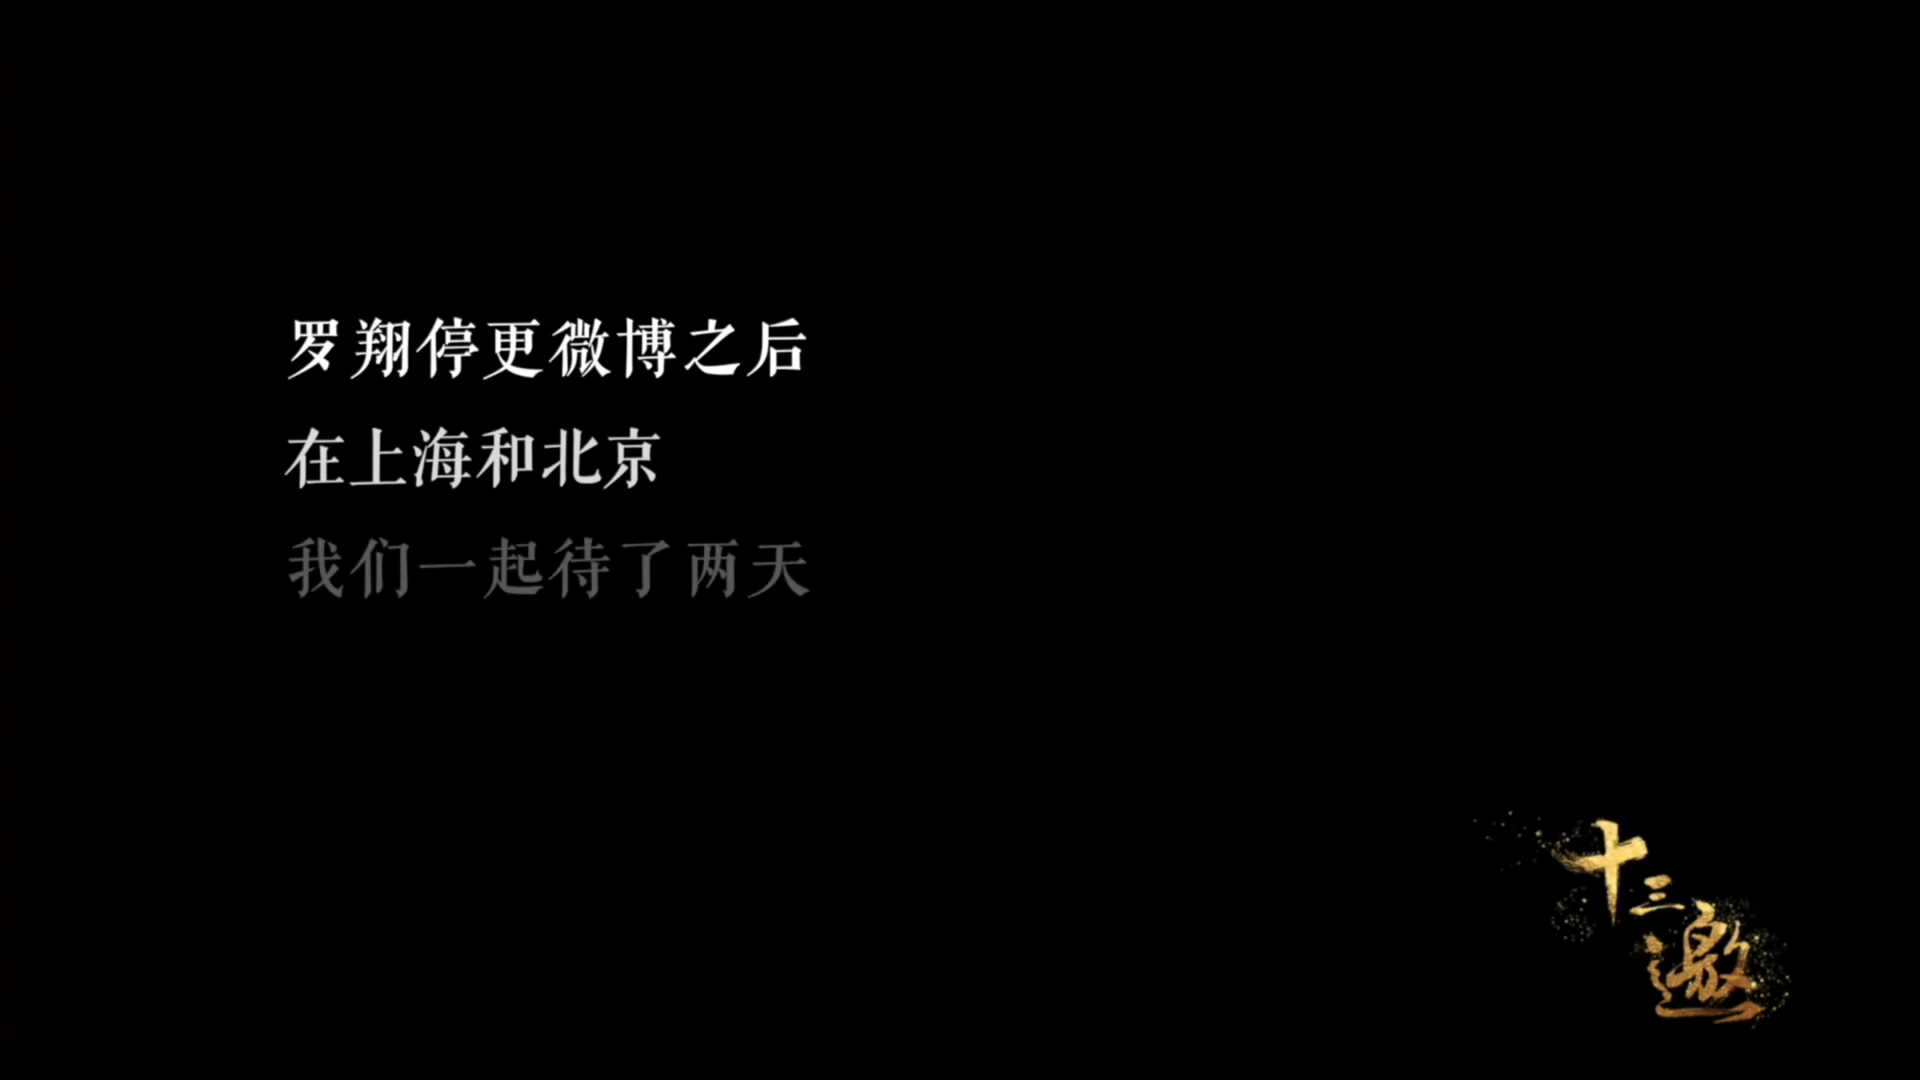 罗翔停更微博之后
在上海和北京
我们一起待了两天
十三邀